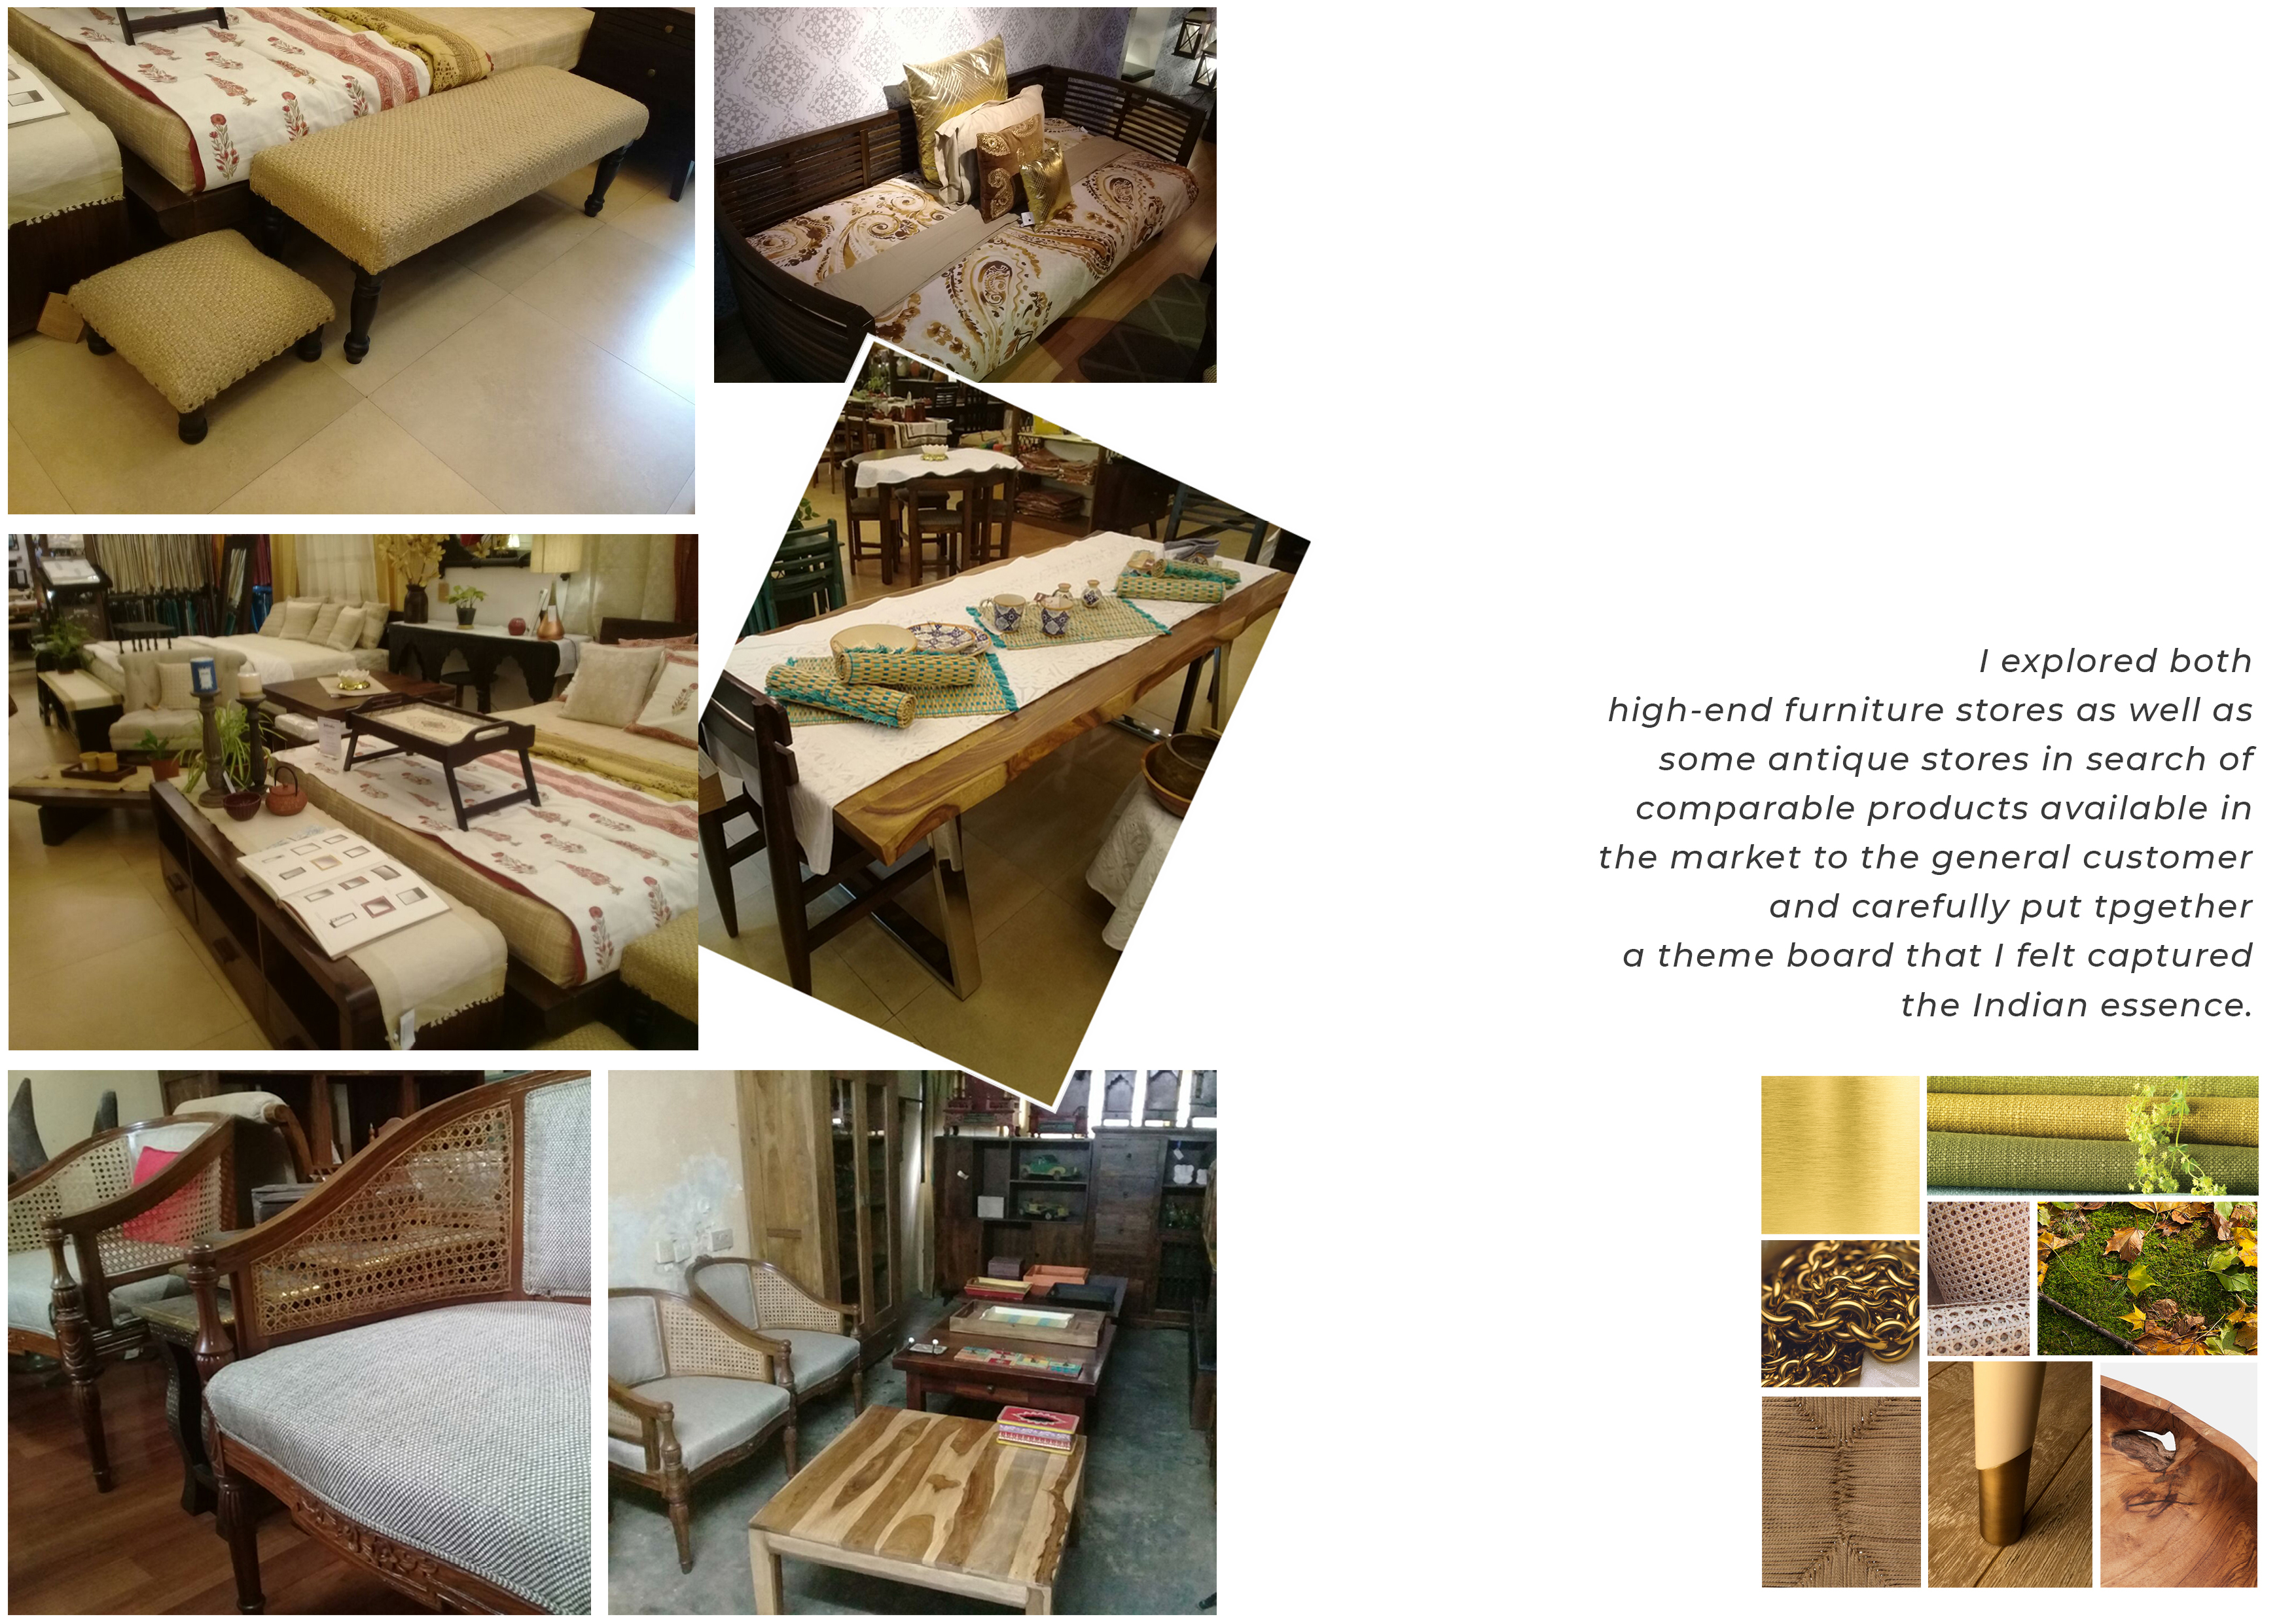 I explored both
high-end furniture stores as well as
some antique stores in search of
comparable products available in
the market to the general customer
and carefully put tpgether
a theme board that I felt captured
the Indian essence.